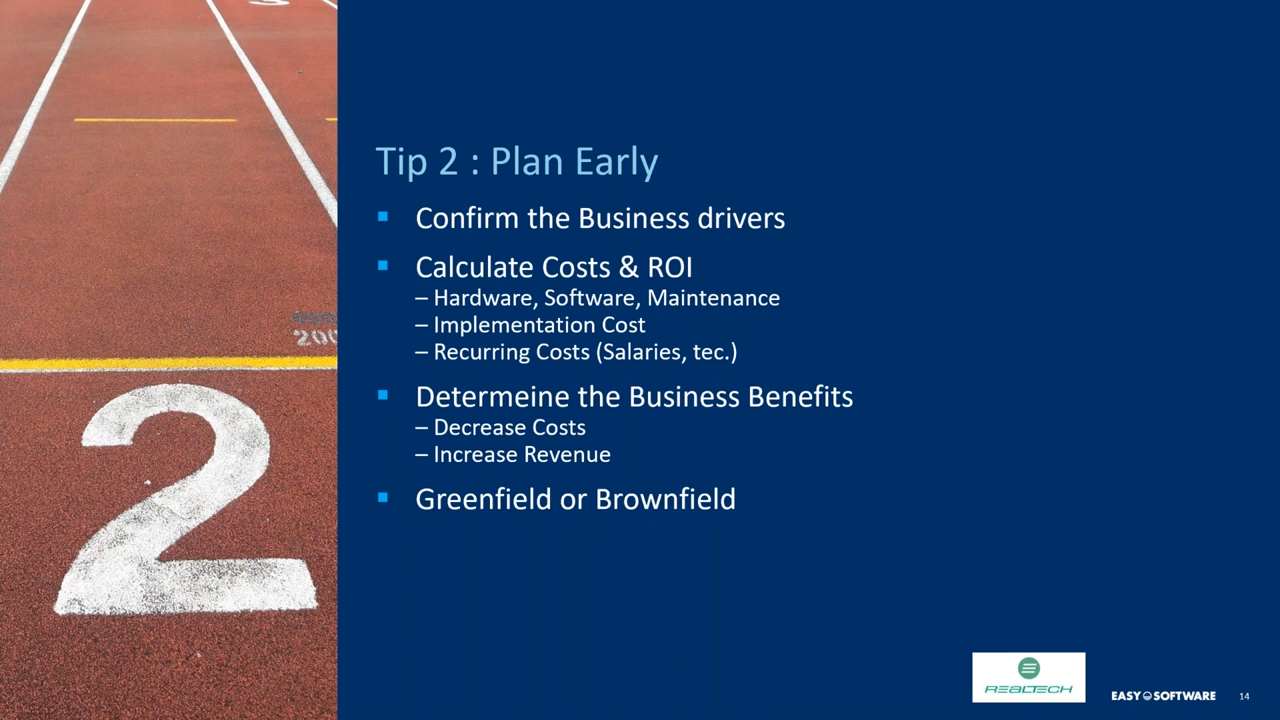 Tip 2 : Plan Early
Confirm the Business drivers
Calculate Costs & ROI
– Hardware, Software, Maintenance
– Implementation Cost
– Recurring Costs (Salaries, tec.)
Determeine the Business Benefits
– Decrease Costs
– Increase Revenue
Greenfield or Brownfield
2
REALTECH
EASY SOFTWARE
14